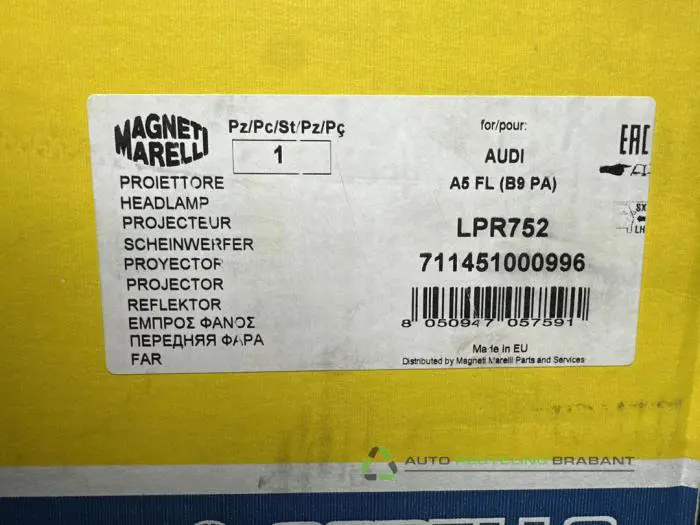 MAGNETI
MARELLI
Pz/Pc/St/Pz/Pç
1
PROIETTORE
HEADLAMP
PROJECTEUR
SCHEINWERFER
PROYECTOR
PROJECTOR
REFLEKTOR
ΕΜΠΡΟΣ ΦΑΝΟΣ
ПЕРЕДНЯЯ ФАРА
FAR
for/pour:
AUDI
A5 FL (B9 PA)
LPR752
711451000996
8 050947 057591
Made in EU
Distributed by Magneti Marelli Parts and Services
EAC
SX
LH
AUTO RECYCLING BRABANT